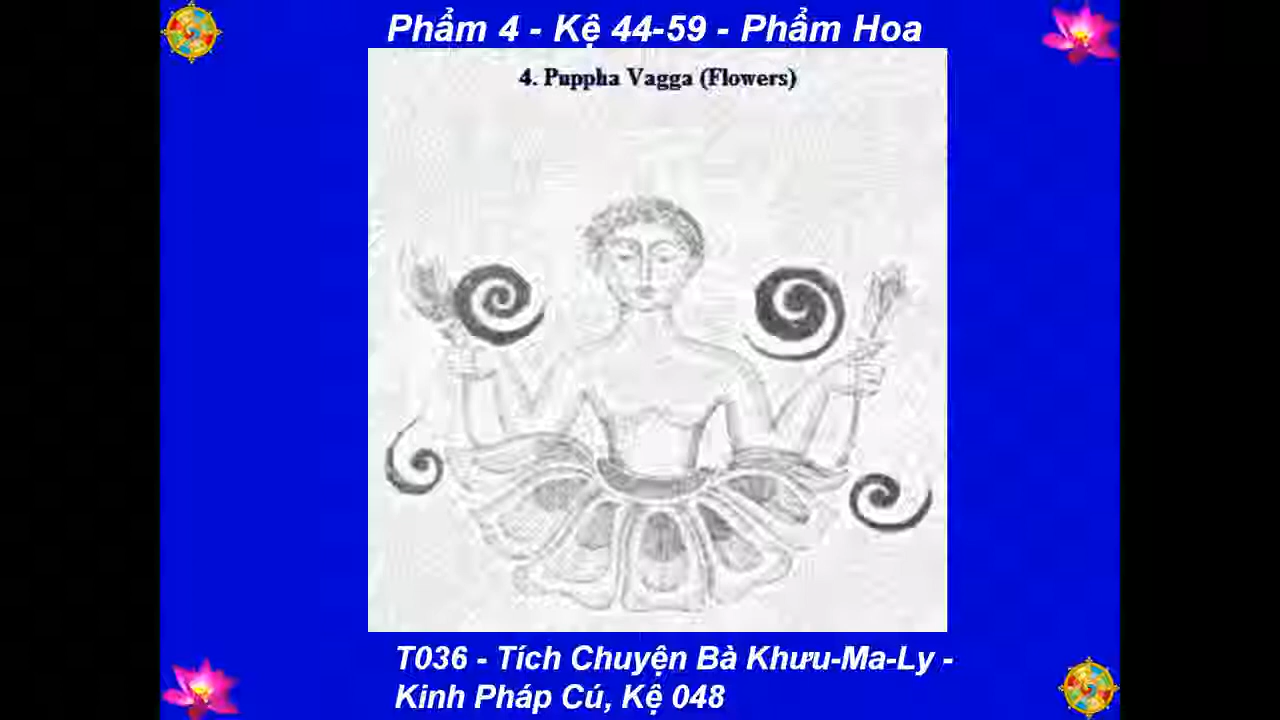 Phẩm 4 - Kệ 44-59 - Phẩm Hoa
4. Puppha Vagga (Flowers)
T036 - Tích Chuyện Bà Khưu-Ma-Ly -
Kinh Pháp Cú, Kệ 048